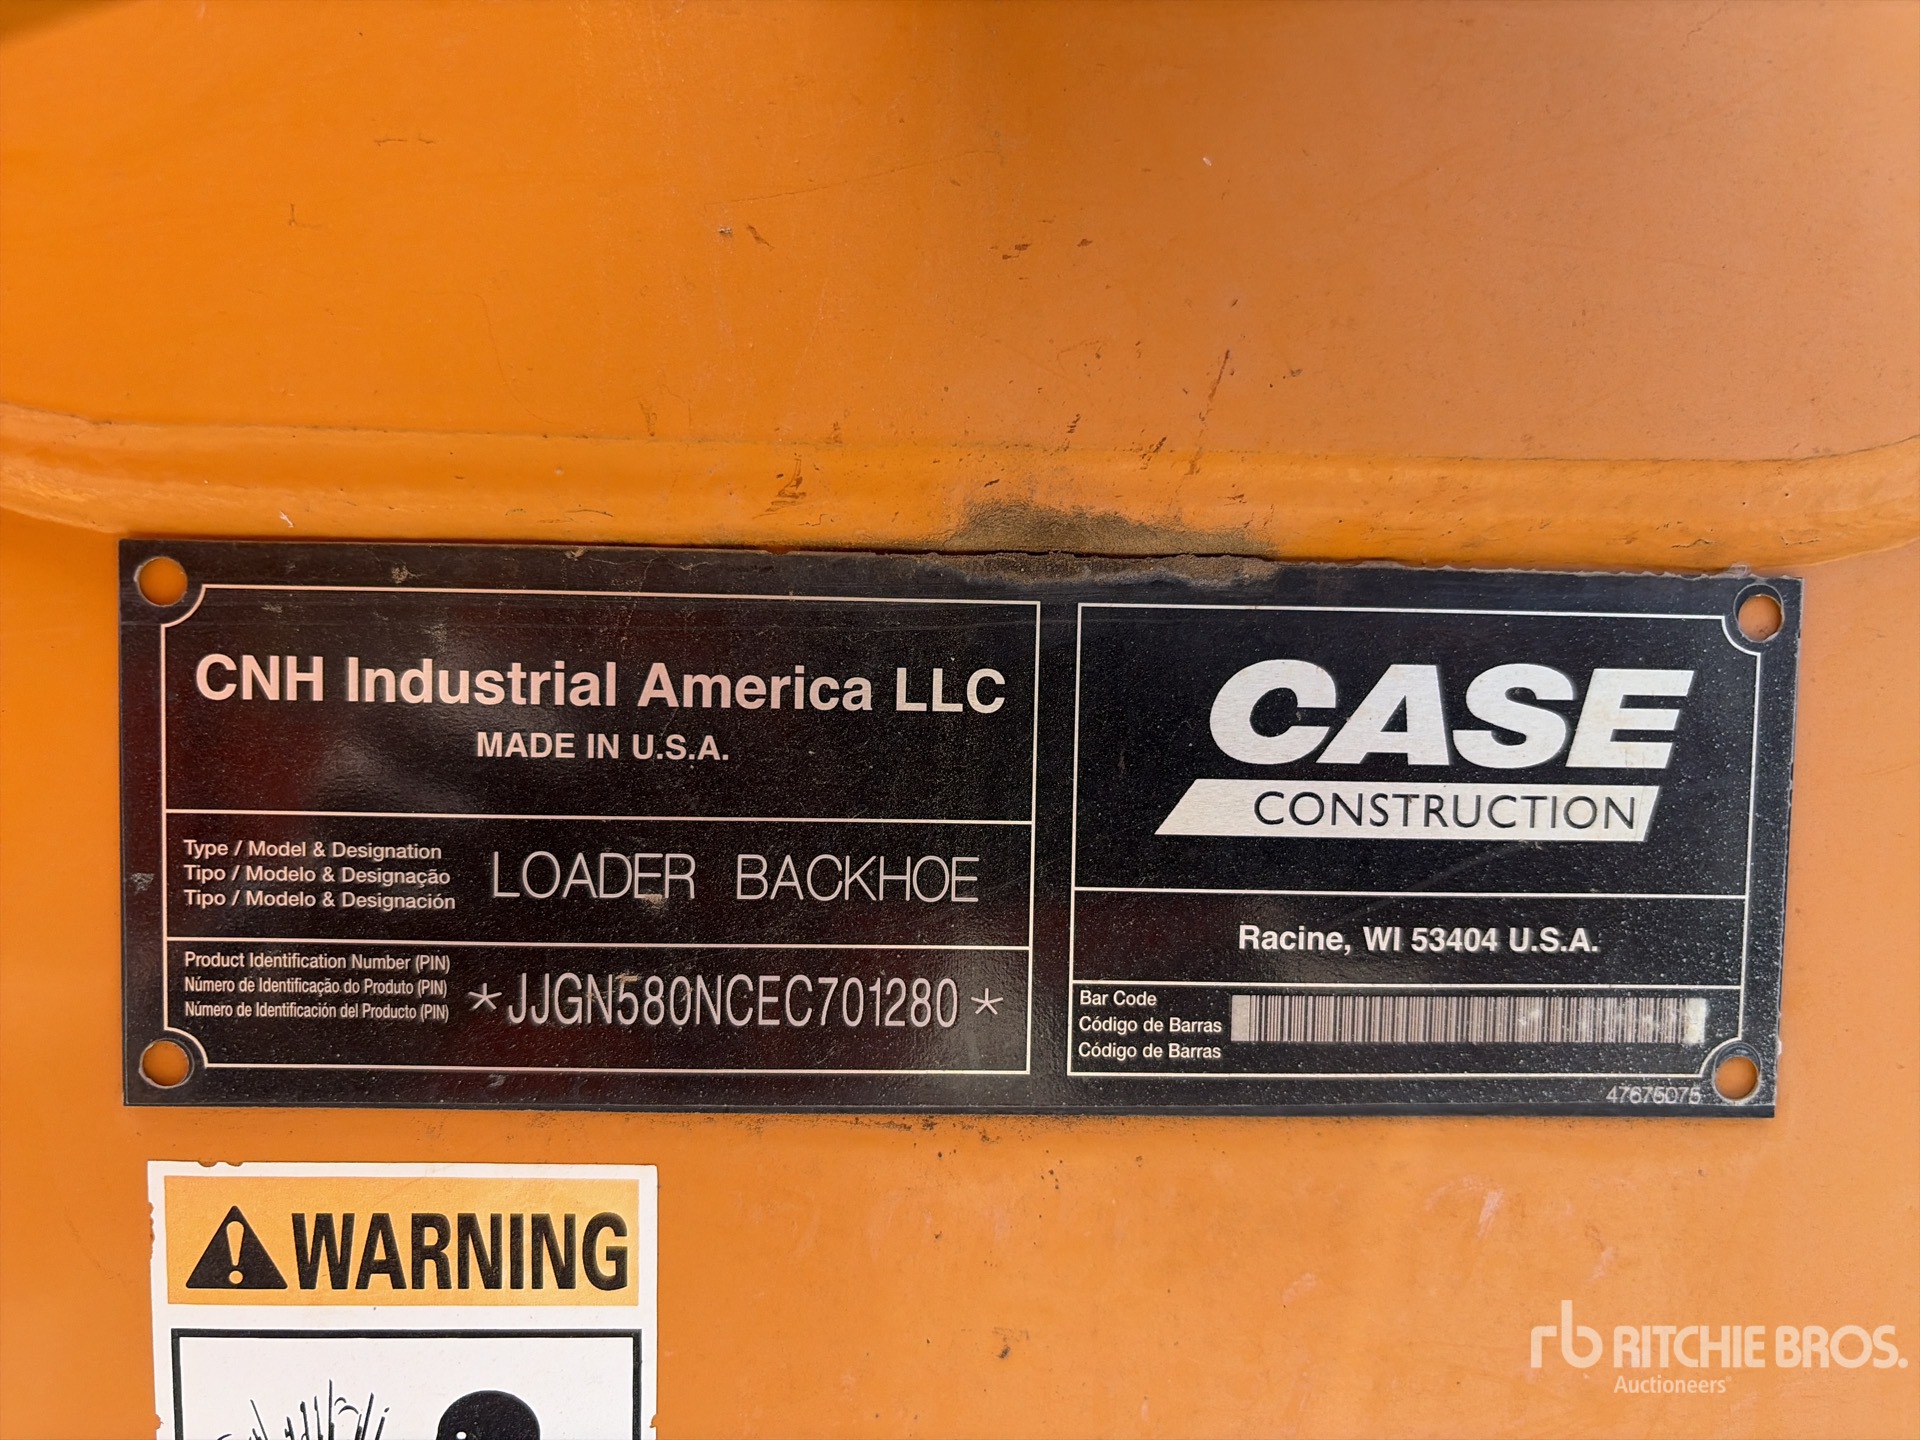 CNH Industrial America LLC
MADE IN U.S.A.
Type / Model & Designation
Tipo / Modelo & Designação
Tipo / Modelo & Designación
LOADER BACKHOE
Product Identification Number (PIN)
Número de Identificação do Produto (PIN)
Número de Identificación del Producto (PIN)
*JJGN580NCEC701280*
CASE
CONSTRUCTION
Racine, WI 53404 U.S.A.
Bar Code
Código de Barras
Código de Barras
47675075
WARNING
rb RITCHIE BROS.
Auctioneers